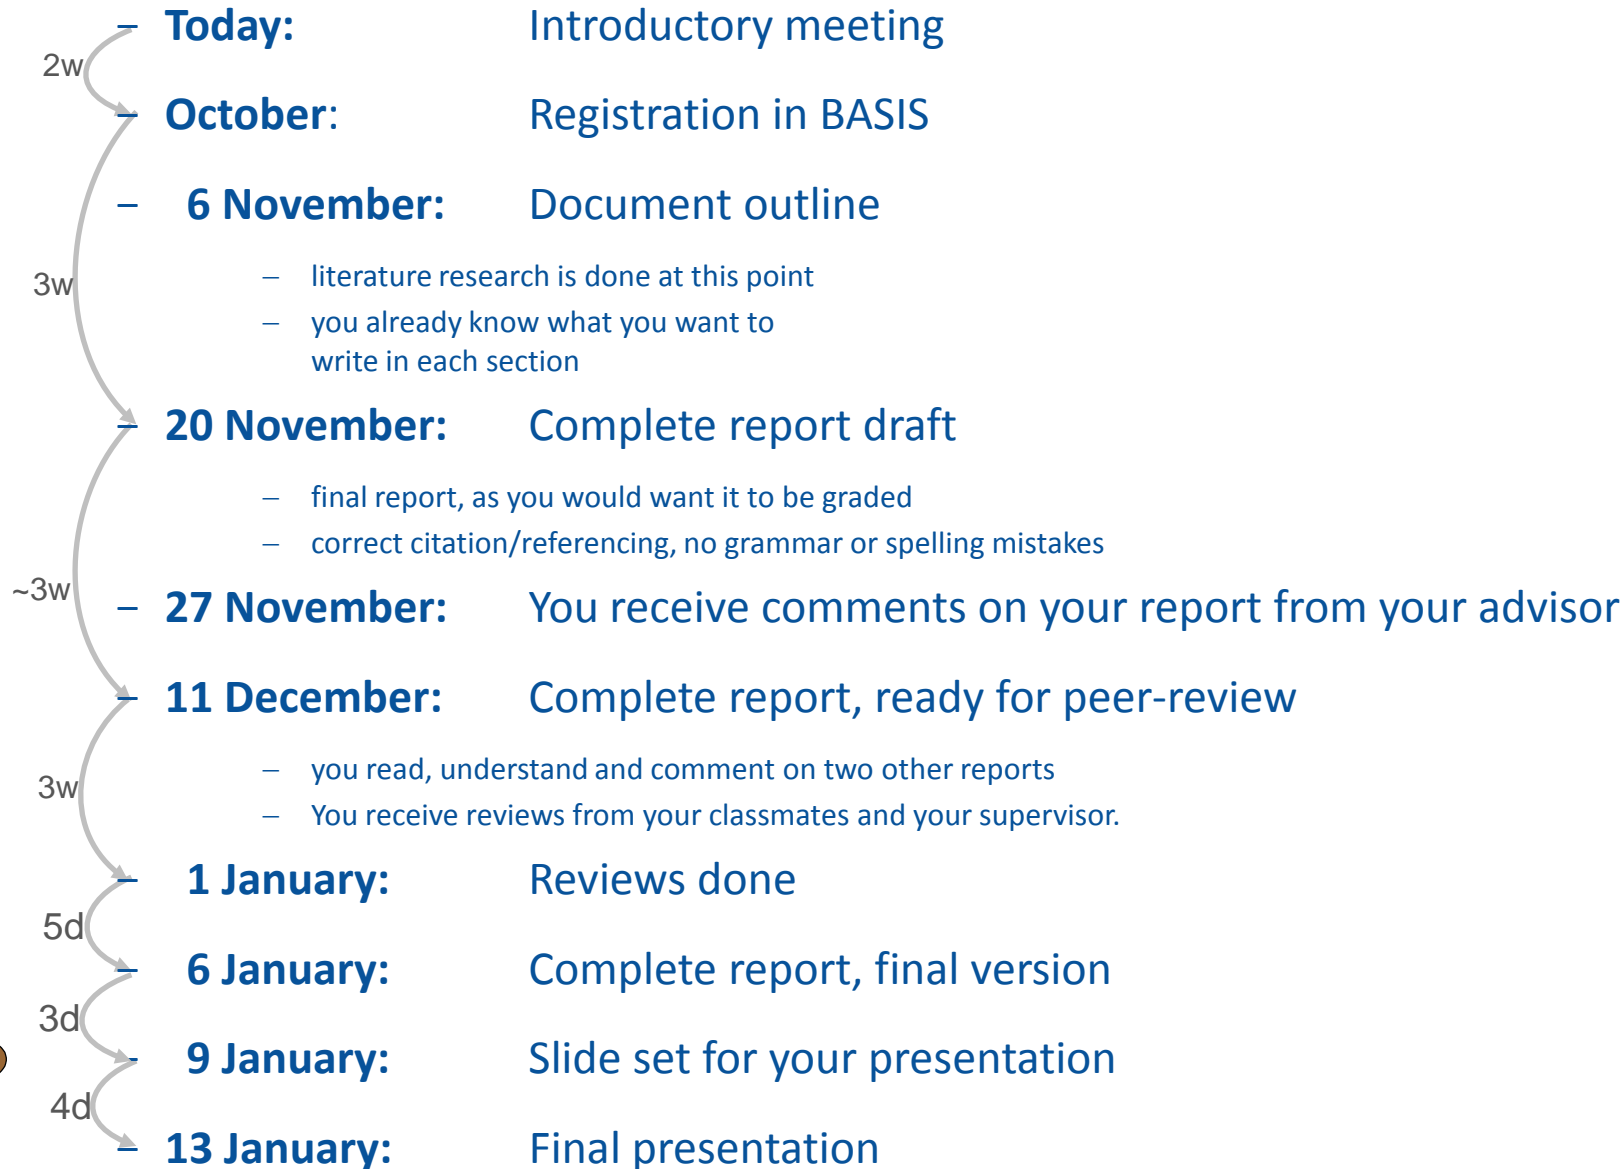 – Today: Introductory meeting
2w
– October: Registration in BASIS
– 6 November: Document outline
3w
– literature research is done at this point
– you already know what you want to
write in each section
– 20 November: Complete report draft
– final report, as you would want it to be graded
– correct citation/referencing, no grammar or spelling mistakes
~3w
– 27 November: You receive comments on your report from your advisor
– 11 December: Complete report, ready for peer-review
– you read, understand and comment on two other reports
3w
– You receive reviews from your classmates and your supervisor.
– 1 January: Reviews done
5d
– 6 January: Complete report, final version
3d
- 9 January: Slide set for your presentation
4d
– 13 January: Final presentation